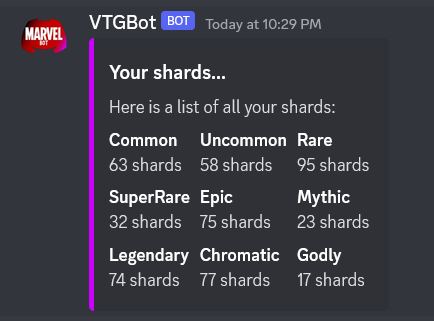 MARVEL
BOT
VTGBot BOT Today at 10:29 PM
Your shards...
Here is a list of all your shards:
Common Uncommon Rare
63 shards 58 shards 95 shards
SuperRare Epic Mythic
32 shards 75 shards 23 shards
Legendary Chromatic Godly
74 shards 77 shards 17 shards